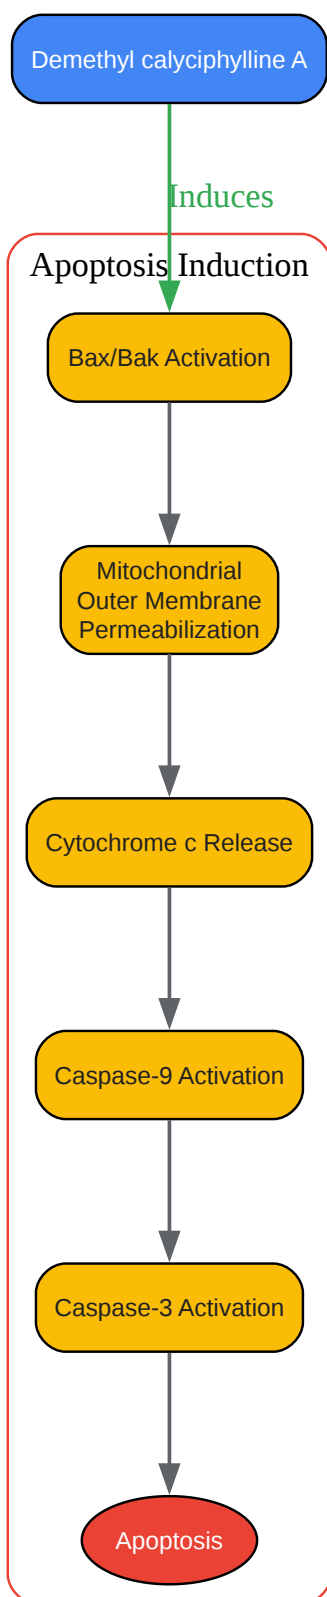 Demethyl calyciphylline A
Induces
Apoptosis Induction
Bax/Bak Activation
Mitochondrial
Outer Membrane
Permeabilization
Cytochrome c Release
Caspase-9 Activation
Caspase-3 Activation
Apoptosis